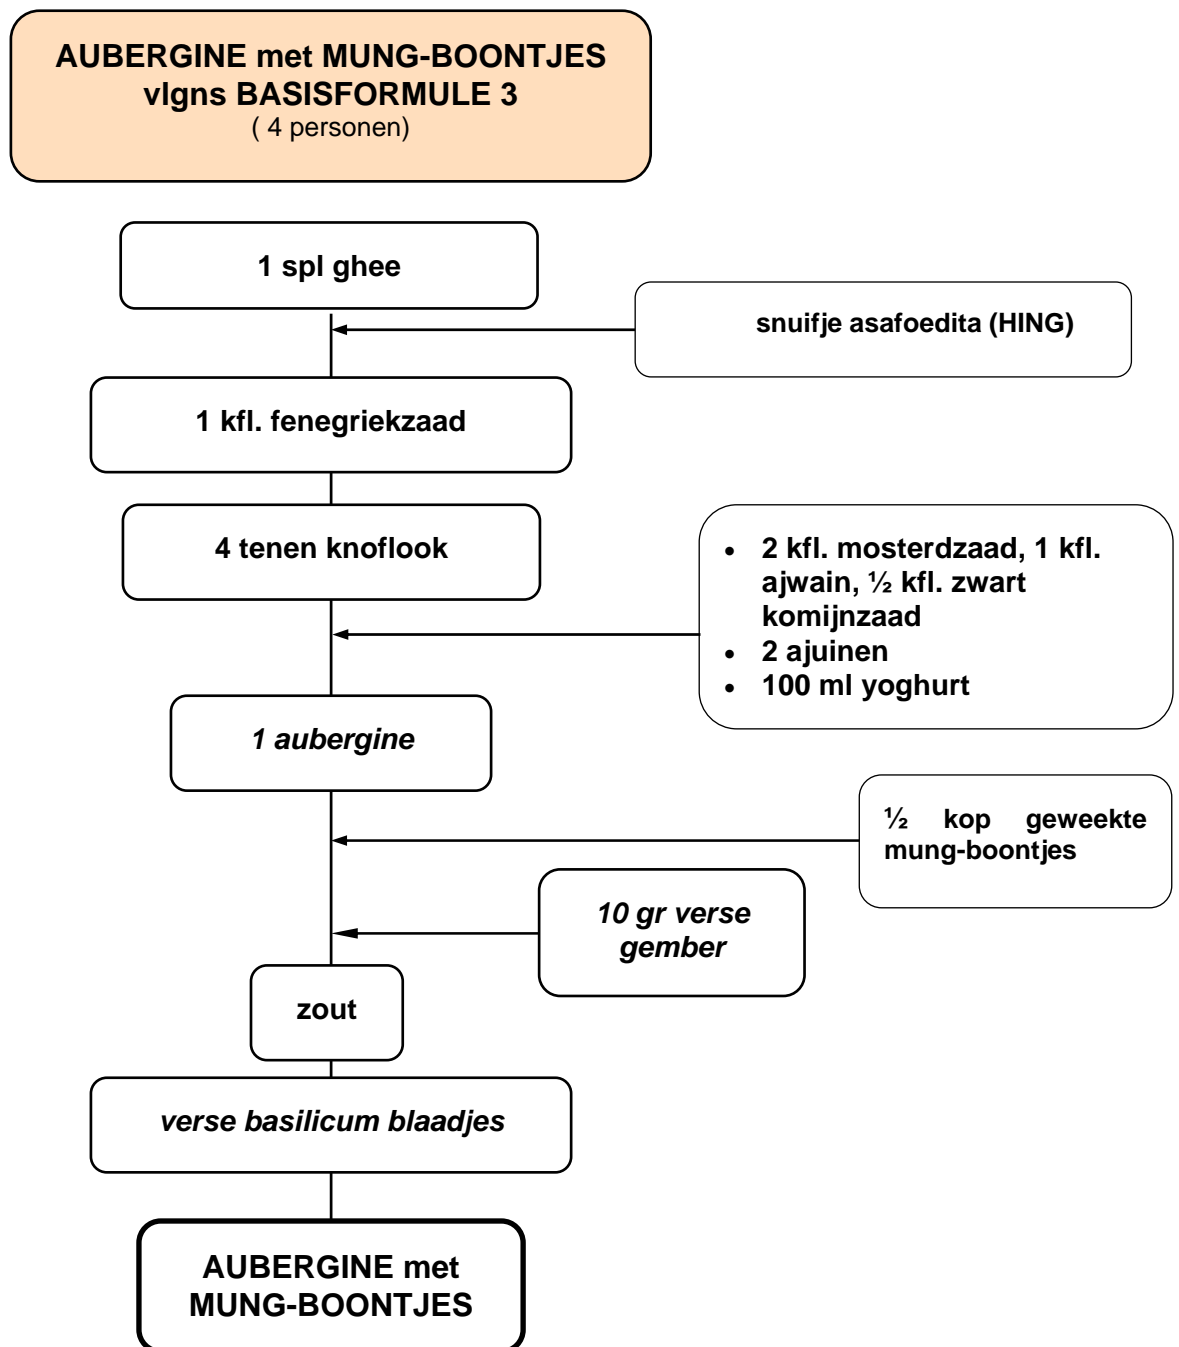 AUBERGINE met MUNG-BOONTJES
vlgns BASISFORMULE 3
( 4 personen)
1 spl ghee
snuifje asafoedita (HING)
1 kfl. fenegriekzaad
4 tenen knoflook
• 2 kfl. mosterdzaad, 1 kfl.
ajwain, ½ kfl. zwart
komijnzaad
• 2 ajuinen
• 100 ml yoghurt
1 aubergine
½ kop geweekte
mung-boontjes
10 gr verse
gember
zout
verse basilicum blaadjes
AUBERGINE met
MUNG-BOONTJES